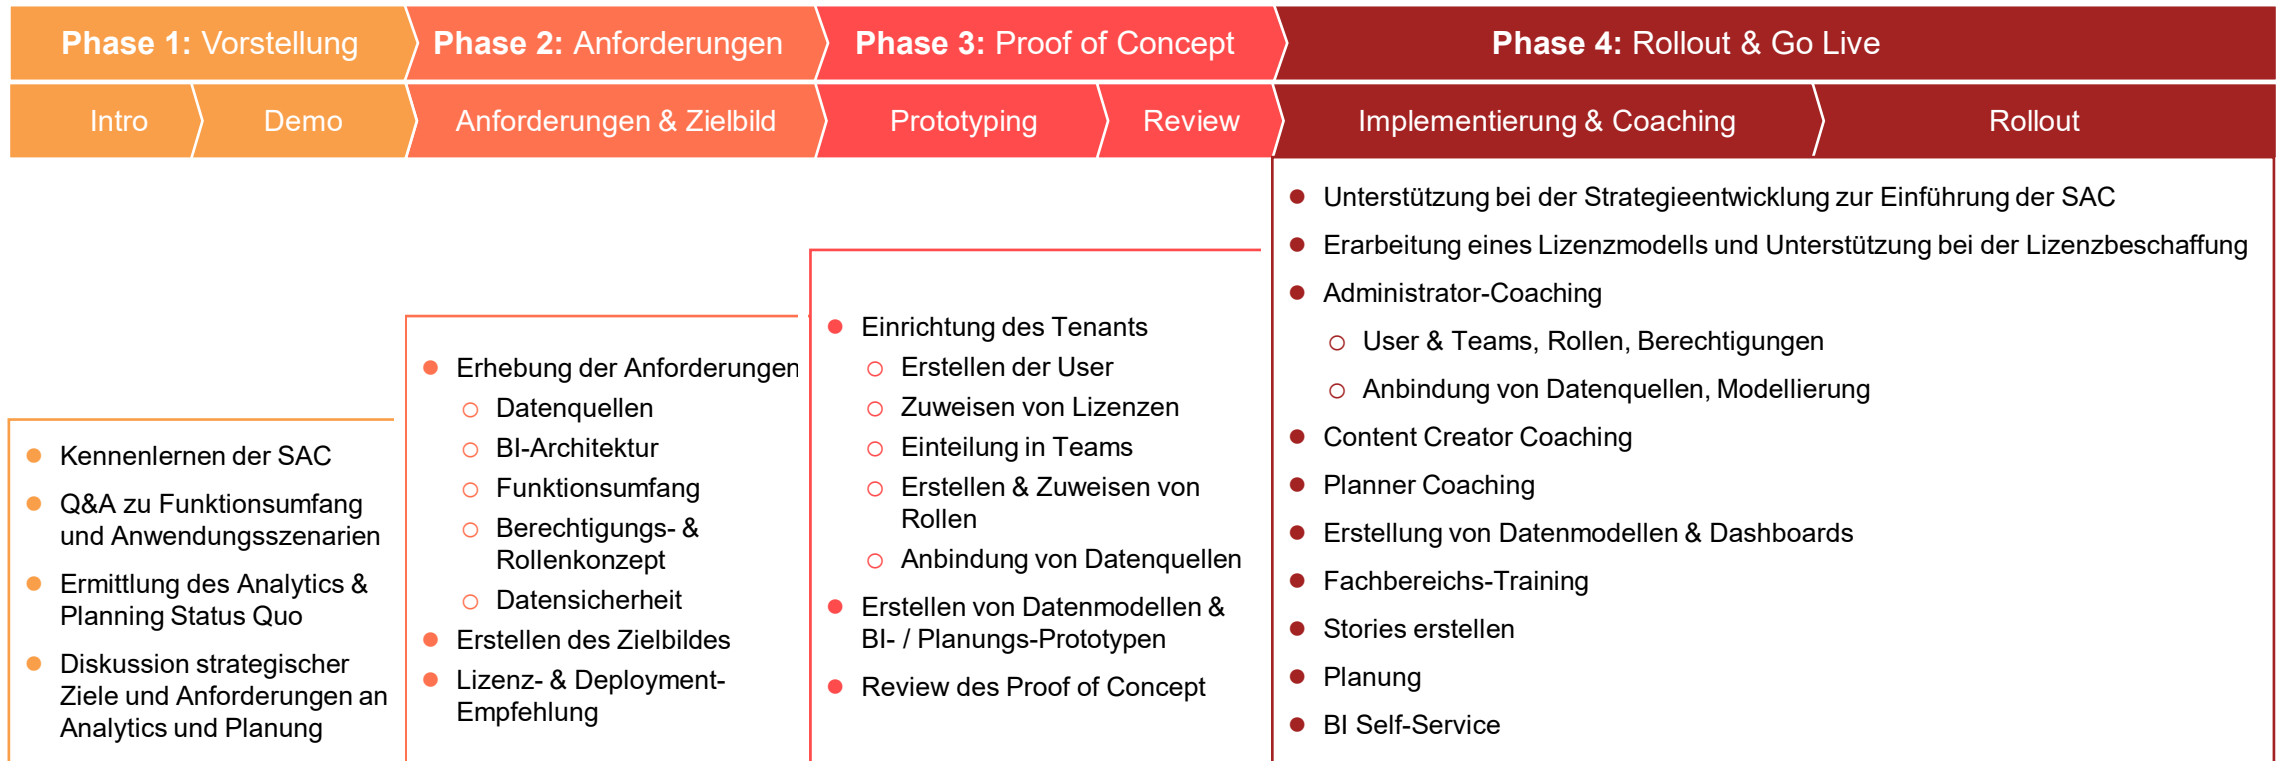 Phase 1: Vorstellung
Phase 2: Anforderungen
Phase 3: Proof of Concept
Phase 4: Rollout & Go Live
Intro
Demo
Anforderungen & Zielbild
Prototyping
Review
Implementierung & Coaching
Rollout
Kennenlernen der SAC
Q&A zu Funktionsumfang
und Anwendungsszenarien
Ermittlung des Analytics &
Planning Status Quo
Diskussion strategischer
Ziele und Anforderungen an
Analytics und Planung
Erhebung der Anforderungen
Datenquellen
BI-Architektur
Funktionsumfang
Berechtigungs- &
Rollenkonzept
Datensicherheit
Erstellen des Zielbildes
Lizenz- & Deployment-
Empfehlung
Einrichtung des Tenants
Erstellen der User
Zuweisen von Lizenzen
Einteilung in Teams
Erstellen & Zuweisen von
Rollen
Anbindung von Datenquellen
Erstellen von Datenmodellen &
BI- / Planungs-Prototypen
Review des Proof of Concept
Unterstützung bei der Strategieentwicklung zur Einführung der SAC
Erarbeitung eines Lizenzmodells und Unterstützung bei der Lizenzbeschaffung
Administrator-Coaching
User & Teams, Rollen, Berechtigungen
Anbindung von Datenquellen, Modellierung
Content Creator Coaching
Planner Coaching
Erstellung von Datenmodellen & Dashboards
Fachbereichs-Training
Stories erstellen
Planung
BI Self-Service